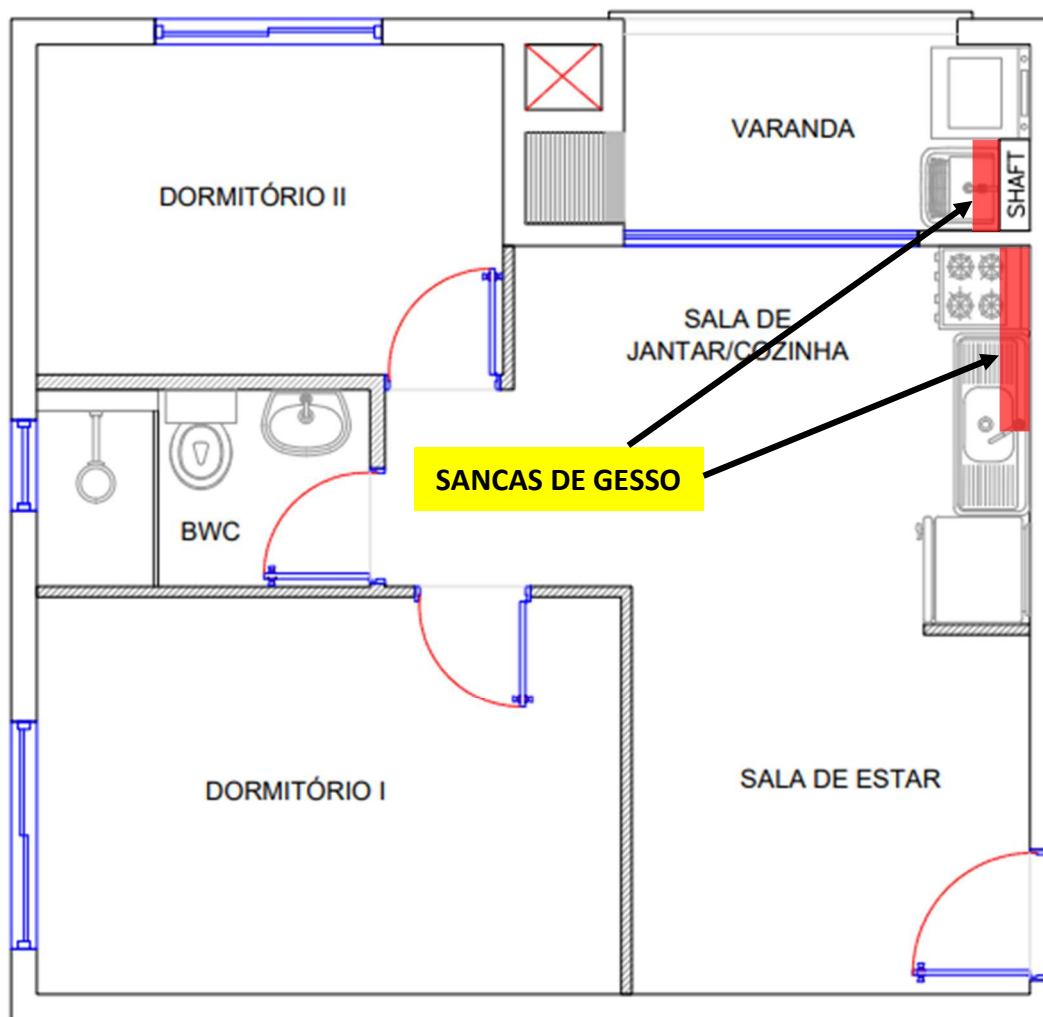 VARANDA
DORMITÓRIO II
SHAFT
SALA DE
JANTAR/COZINHA
SANCAS DE GESSO
BWC
DORMITÓRIO I
SALA DE ESTAR